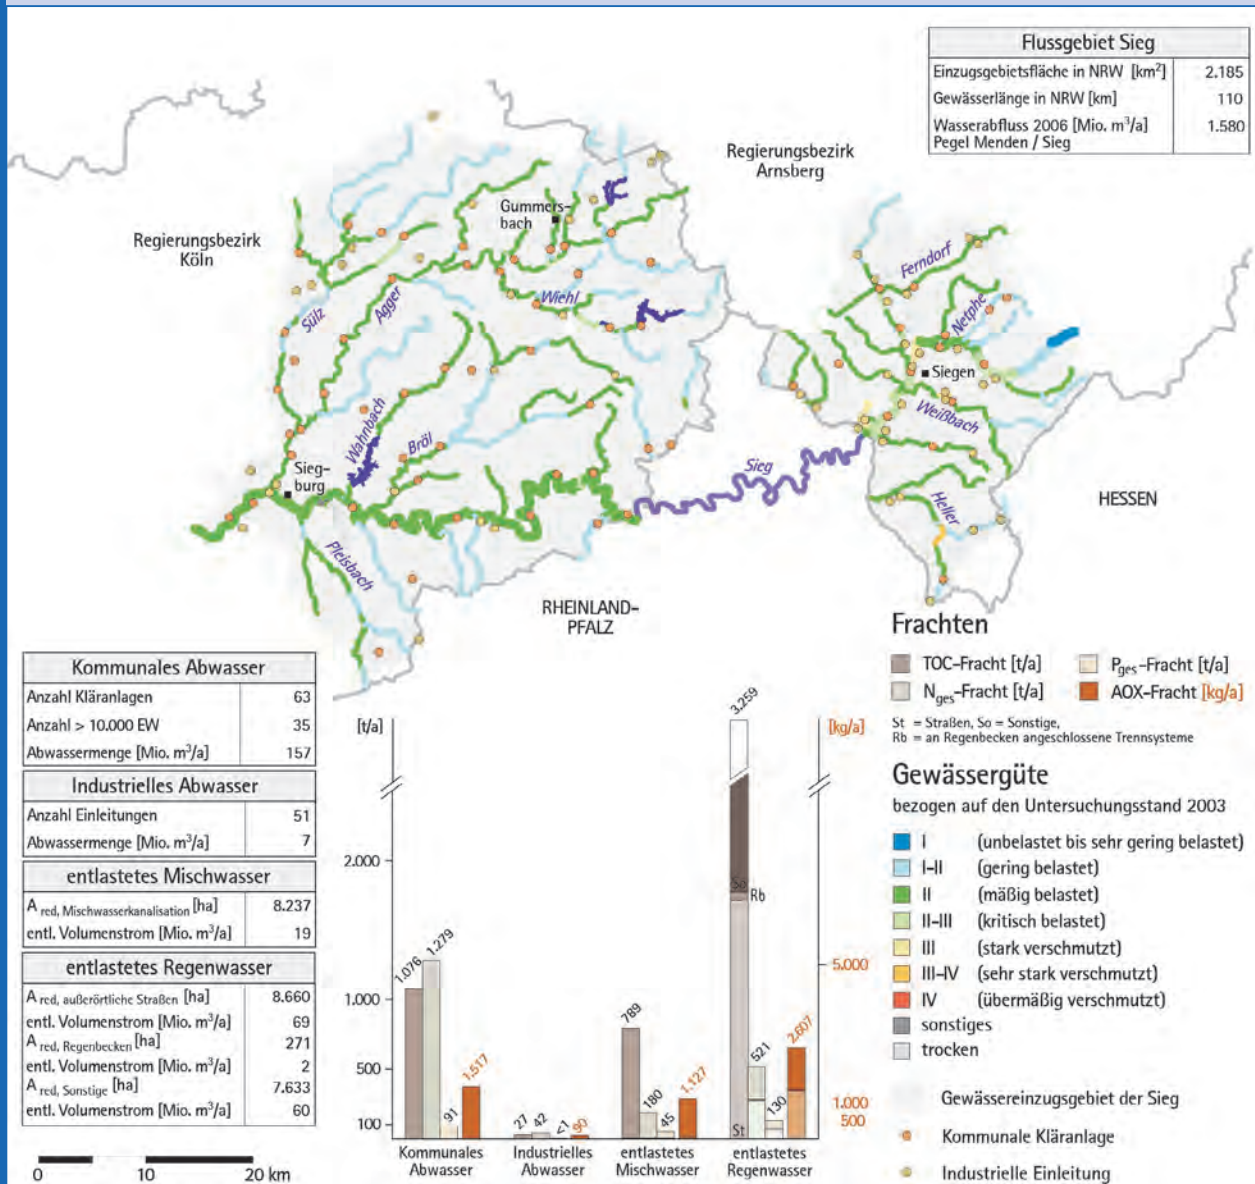 Flussgebiet Sieg
Einzugsgebietsfläche in NRW [km²] 2.185
Gewässerlänge in NRW [km] 110
Wasserabfluss 2006 [Mio. m³/a] 1.580
Pegel Menden / Sieg
Regierungsbezirk
Arnsberg
Regierungsbezirk
Köln
Gummers-
bach
Ferndorf
Netphe
Siegen
Weißbach
Heller
Sülz
Agger
Wiehl
Wahnbach
Bröl
Sieg-
burg
Sieg
Pleisbach
HESSEN
RHEINLAND-
PFALZ
Kommunales Abwasser
Anzahl Kläranlagen 63
Anzahl > 10.000 EW 35
Abwassermenge [Mio. m³/a] 157
Industrielles Abwasser
Anzahl Einleitungen 51
Abwassermenge [Mio. m³/a] 7
entlastetes Mischwasser
A red, Mischwasserkanalisation [ha] 8.237
entl. Volumenstrom [Mio. m³/a] 19
entlastetes Regenwasser
A red, außerörtliche Straßen [ha] 8.660
entl. Volumenstrom [Mio. m³/a] 69
A red, Regenbecken [ha] 271
entl. Volumenstrom [Mio. m³/a] 2
A red, Sonstige [ha] 7.633
entl. Volumenstrom [Mio. m³/a] 60
0 10 20 km
[t/a]
2.000
1.000
500
100
1.076
1.279
91
1.517
Kommunales
Abwasser
27
42
<1
90
Industrielles
Abwasser
789
180
45
1.127
entlastetes
Mischwasser
3.259
So
Rb
St
521
130
2.607
entlastetes
Regenwasser
[kg/a]
5.000
1.000
500
Frachten
TOC-Fracht [t/a]
Pges-Fracht [t/a]
Nges-Fracht [t/a]
AOX-Fracht [kg/a]
St = Straßen, So = Sonstige,
Rb = an Regenbecken angeschlossene Trennsysteme
Gewässergüte
bezogen auf den Untersuchungsstand 2003
I (unbelastet bis sehr gering belastet)
I-II (gering belastet)
II (mäßig belastet)
II-III (kritisch belastet)
III (stark verschmutzt)
III-IV (sehr stark verschmutzt)
IV (übermäßig verschmutzt)
sonstiges
trocken
Gewässereinzugsgebiet der Sieg
Kommunale Kläranlage
Industrielle Einleitung